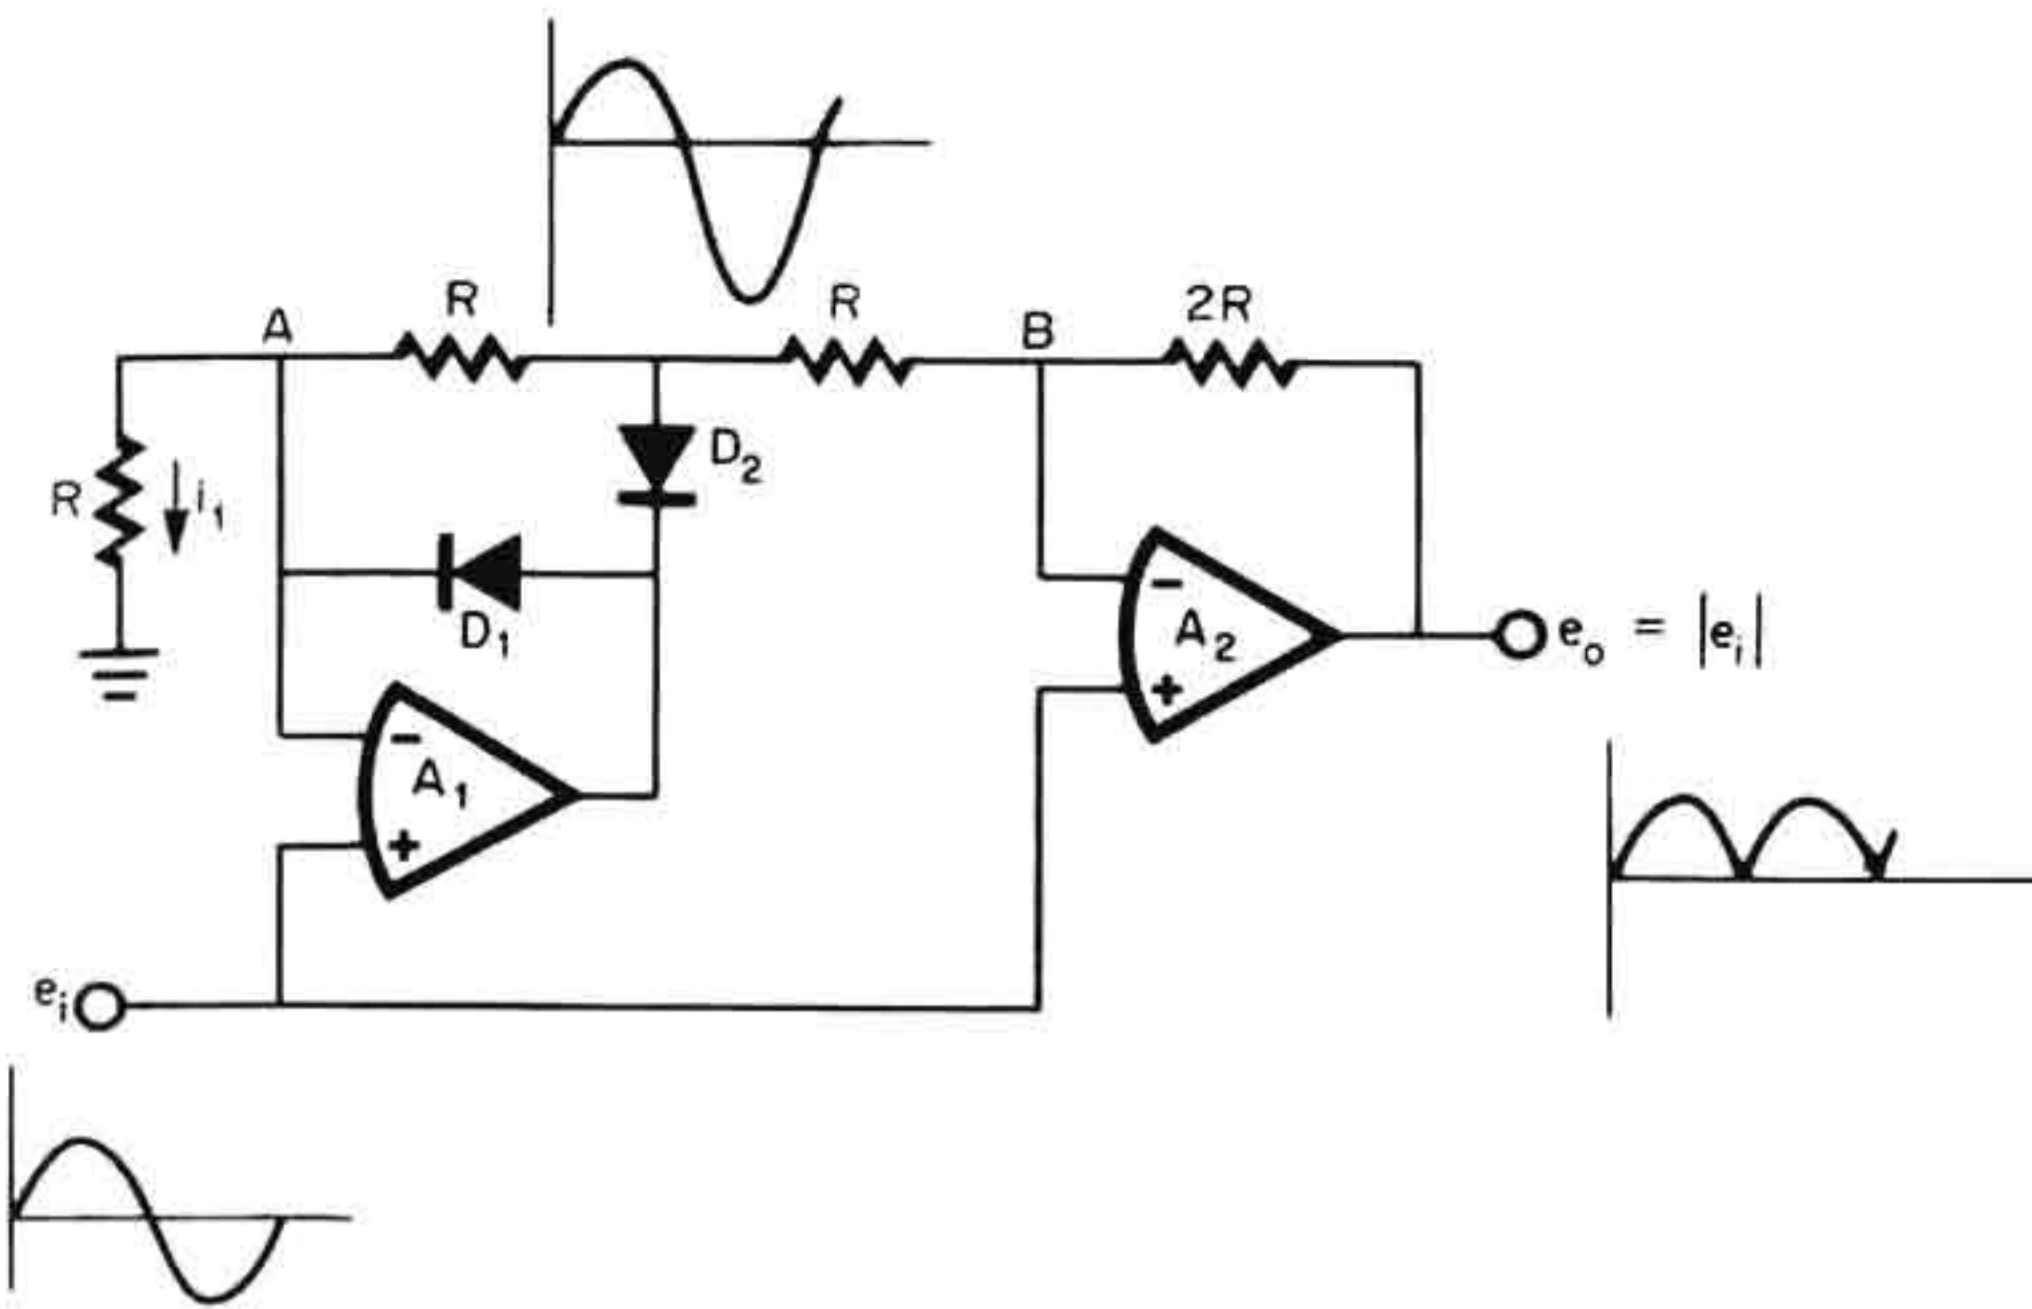 R
R
2R
A
B
D₂
R
i₁
D₁
−
A₂
+
e₀ = |eᵢ|
−
A₁
+
eᵢ